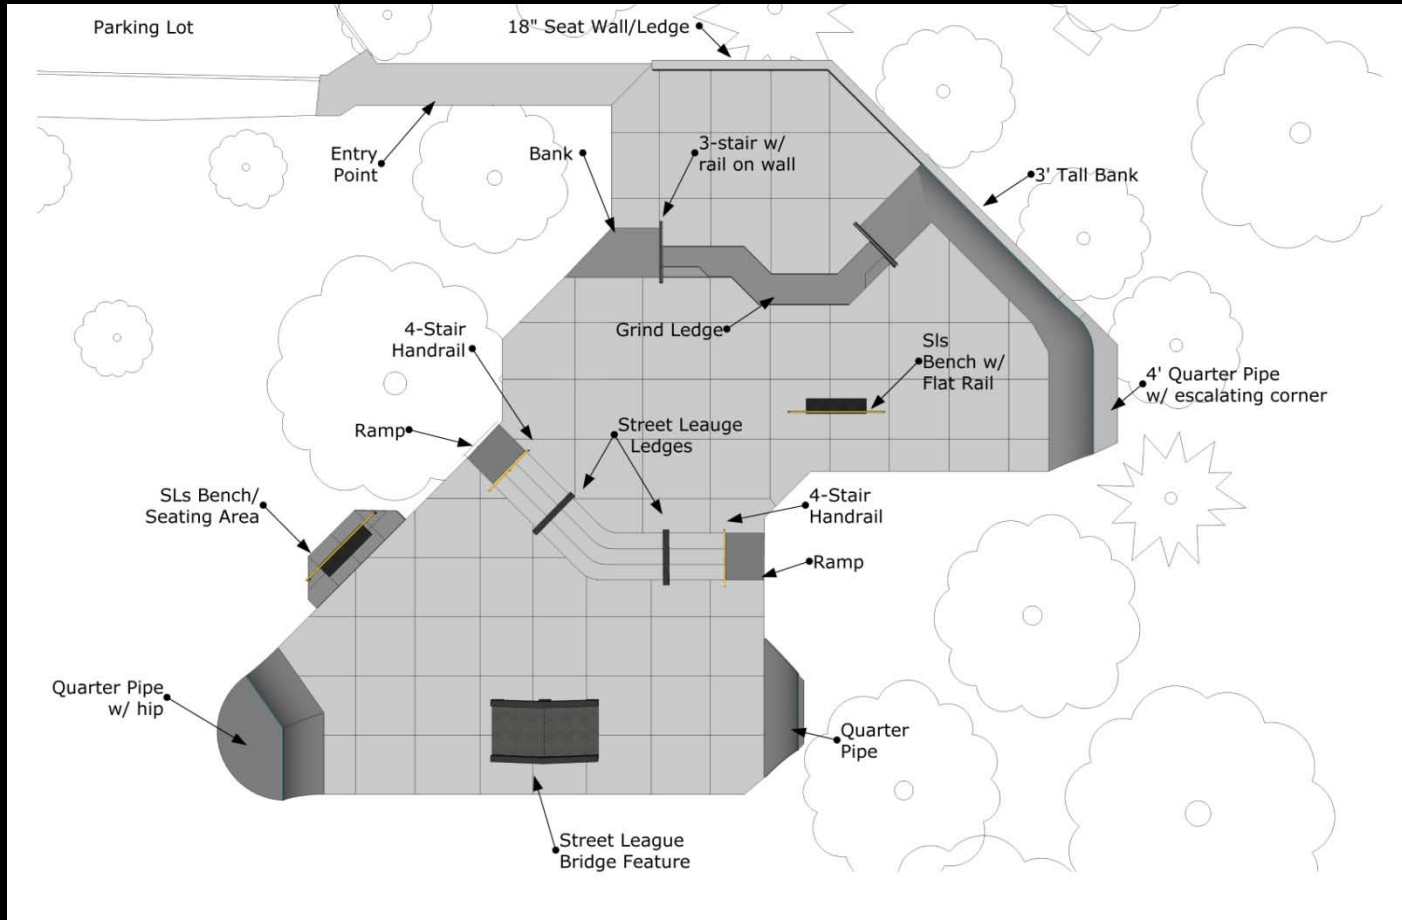 Parking Lot
18" Seat Wall/Ledge
Entry
Point
Bank
3-stair w/
rail on wall
3' Tall Bank
Grind Ledge
4-Stair
Handrail
Sls
Bench w/
Flat Rail
4' Quarter Pipe
w/ escalating corner
Ramp
Street Leauge
Ledges
SLs Bench/
Seating Area
4-Stair
Handrail
Ramp
Quarter Pipe
w/ hip
Quarter
Pipe
Street League
Bridge Feature